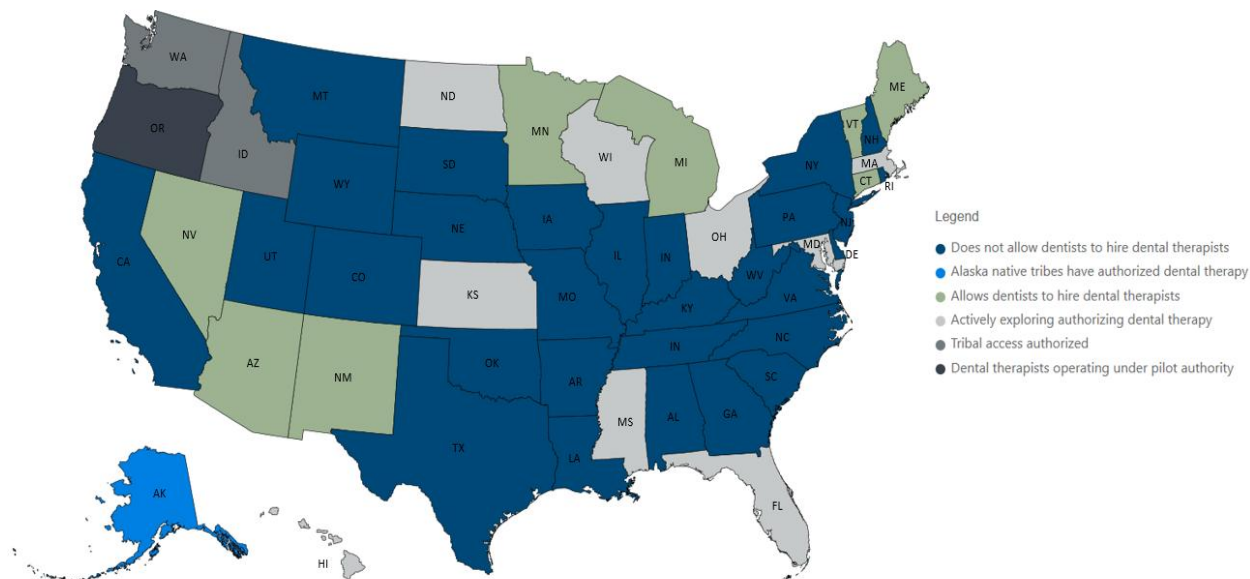 WA
MT
ND
MN
ME
VT
NH
OR
ID
SD
WI
MI
NY
MA
CT
RI
WY
IA
PA
NJ
NE
OH
MD
DE
NV
UT
CO
IL
IN
WV
CA
KS
MO
KY
VA
IN
NC
AZ
NM
OK
AR
SC
MS
AL
GA
TX
LA
FL
AK
HI
Legend
Does not allow dentists to hire dental therapists
Alaska native tribes have authorized dental therapy
Allows dentists to hire dental therapists
Actively exploring authorizing dental therapy
Tribal access authorized
Dental therapists operating under pilot authority